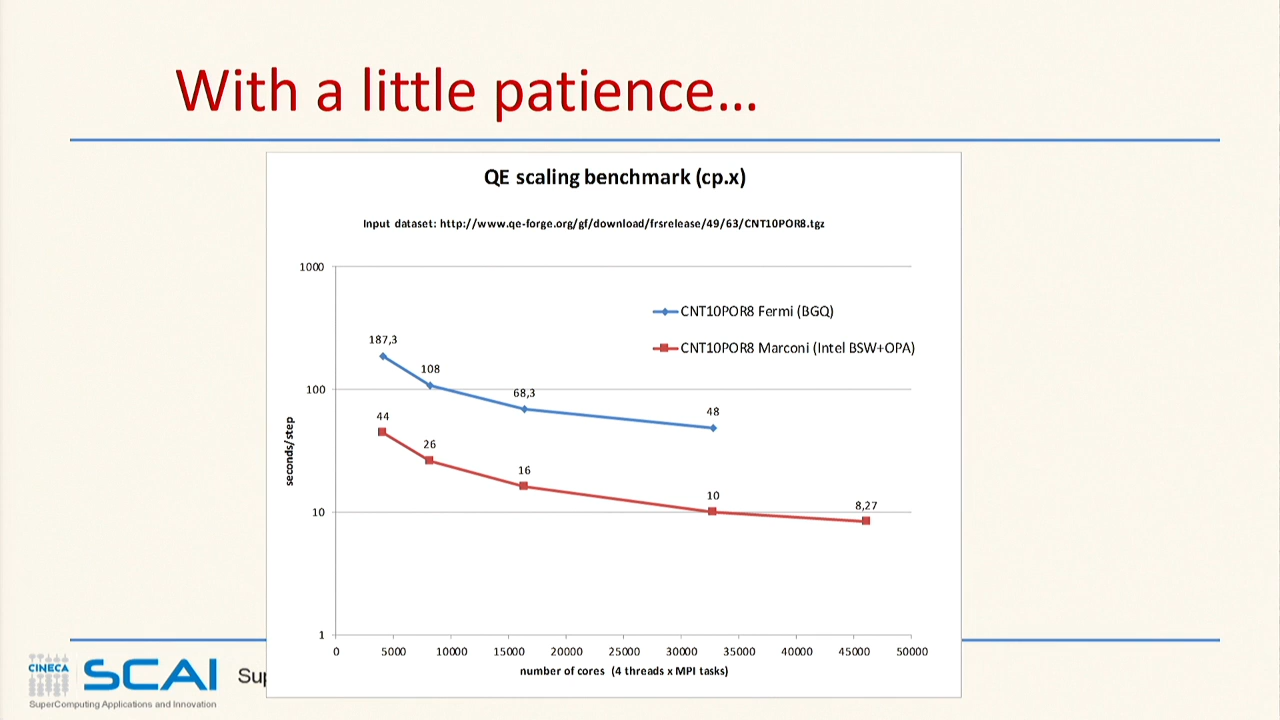 With a little patience...
QE scaling benchmark (cp.x)
Input dataset: http://www.qe-forge.org/gf/download/frsrelease/49/63/CNT10POR8.tgz
1000
CNT10POR8 Fermi (BGQ)
187,3
CNT10POR8 Marconi (Intel BSW+OPA)
108
100
68,3
48
44
26
seconds/step
16
10
8,27
10
1
0 5000 10000 15000 20000 25000 30000 35000 40000 45000 50000
number of cores (4 threads x MPI tasks)
CINECA
SCAI
Sup
SuperComputing Applications and Innovation